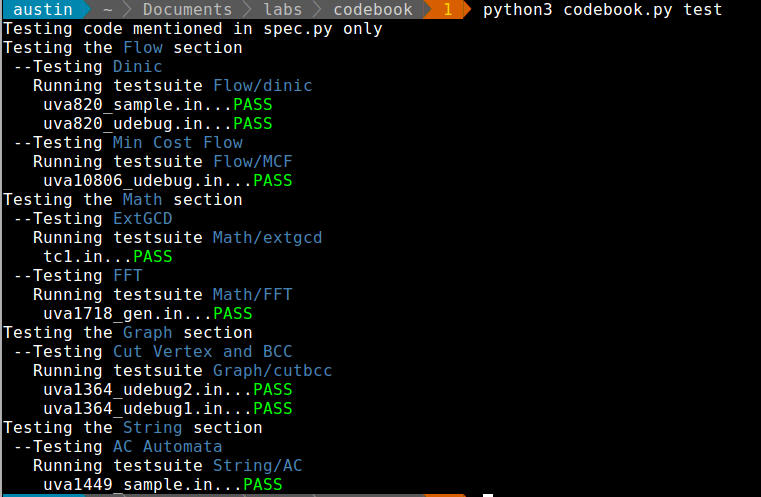 austin ~ Documents labs codebook 1 python3 codebook.py test
Testing code mentioned in spec.py only
Testing the Flow section
--Testing Dinic
Running testsuite Flow/dinic
uva820_sample.in...PASS
uva820_udebug.in...PASS
--Testing Min Cost Flow
Running testsuite Flow/MCF
uva10806_udebug.in...PASS
Testing the Math section
--Testing ExtGCD
Running testsuite Math/extgcd
tc1.in...PASS
--Testing FFT
Running testsuite Math/FFT
uva1718_gen.in...PASS
Testing the Graph section
--Testing Cut Vertex and BCC
Running testsuite Graph/cutbcc
uva1364_udebug2.in...PASS
uva1364_udebug1.in...PASS
Testing the String section
--Testing AC Automata
Running testsuite String/AC
uva1449_sample.in...PASS